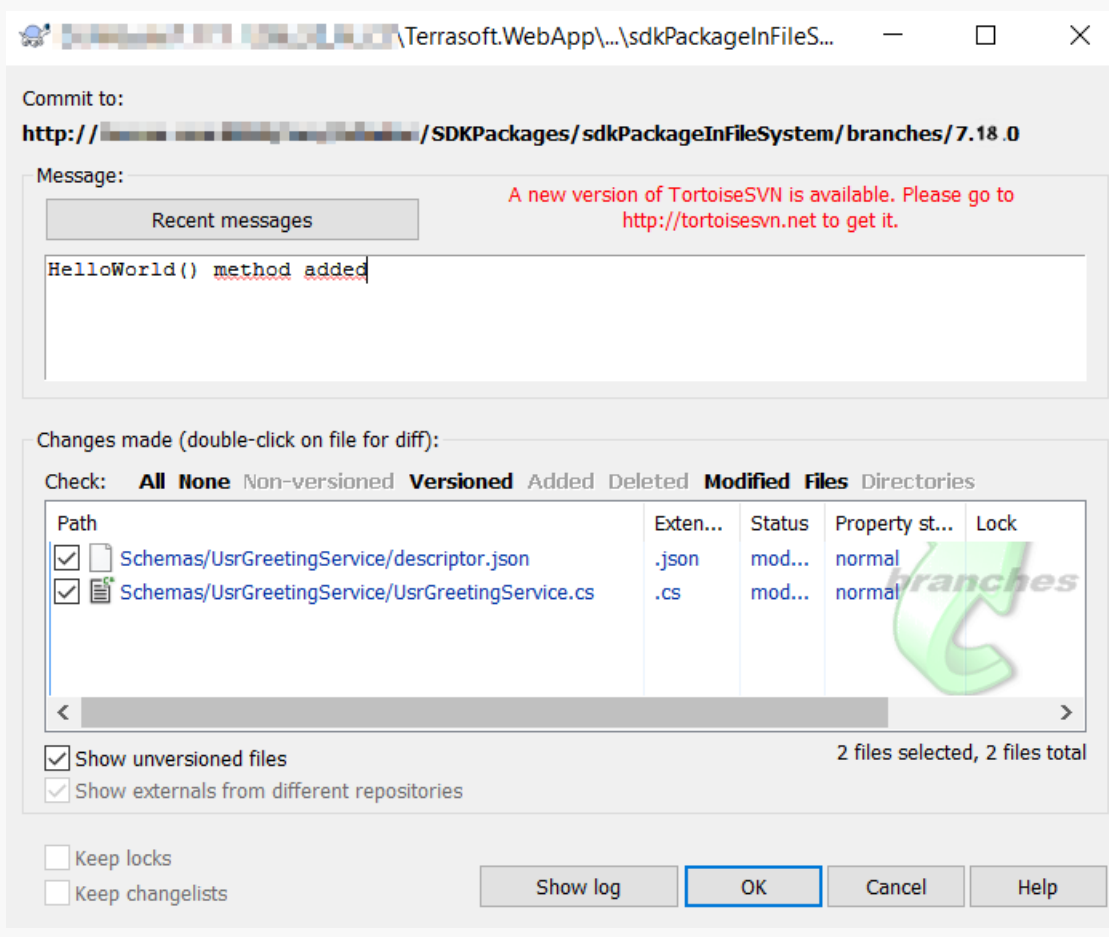 \Terrasoft.WebApp\...\sdkPackageInFileS...
Commit to:
http:// /SDKPackages/sdkPackageInFileSystem/branches/7.18.0
Message:
Recent messages
A new version of TortoiseSVN is available. Please go to
http://tortoisesvn.net to get it.
HelloWorld() method added
Changes made (double-click on file for diff):
Check: All None Non-versioned Versioned Added Deleted Modified Files Directories
Path Exten... Status Property st... Lock
Schemas/UsrGreetingService/descriptor.json .json mod... normal
Schemas/UsrGreetingService/UsrGreetingService.cs .cs mod... normal
branches
Show unversioned files
2 files selected, 2 files total
Show externals from different repositories
Keep locks
Keep changelists
Show log OK Cancel Help